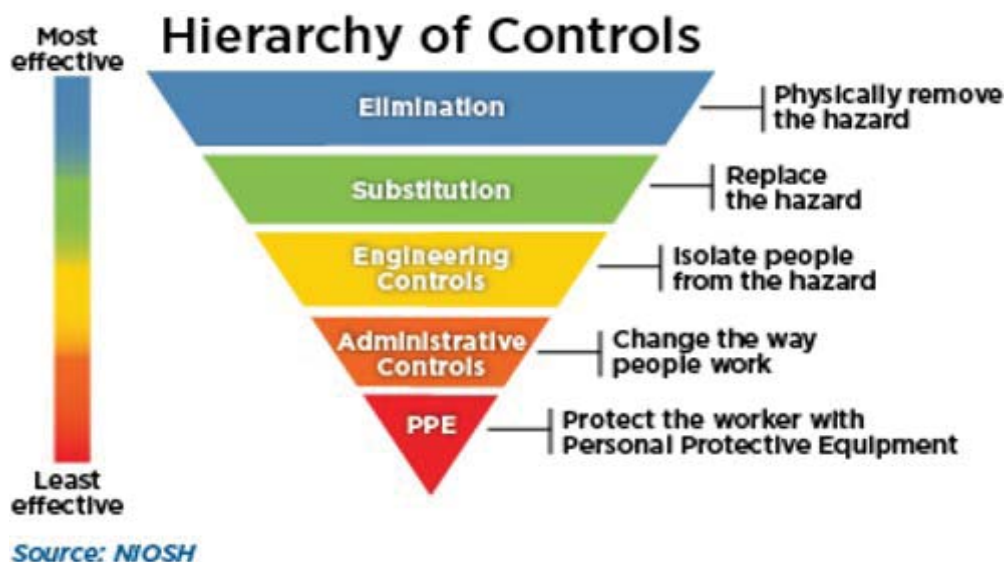 Hierarchy of Controls
Most
effective
Elimination
Physically remove
the hazard
Substitution
Replace
the hazard
Engineering
Controls
Isolate people
from the hazard
Administrative
Controls
Change the way
people work
PPE
Protect the worker with
Personal Protective Equipment
Least
effective
Source: NIOSH